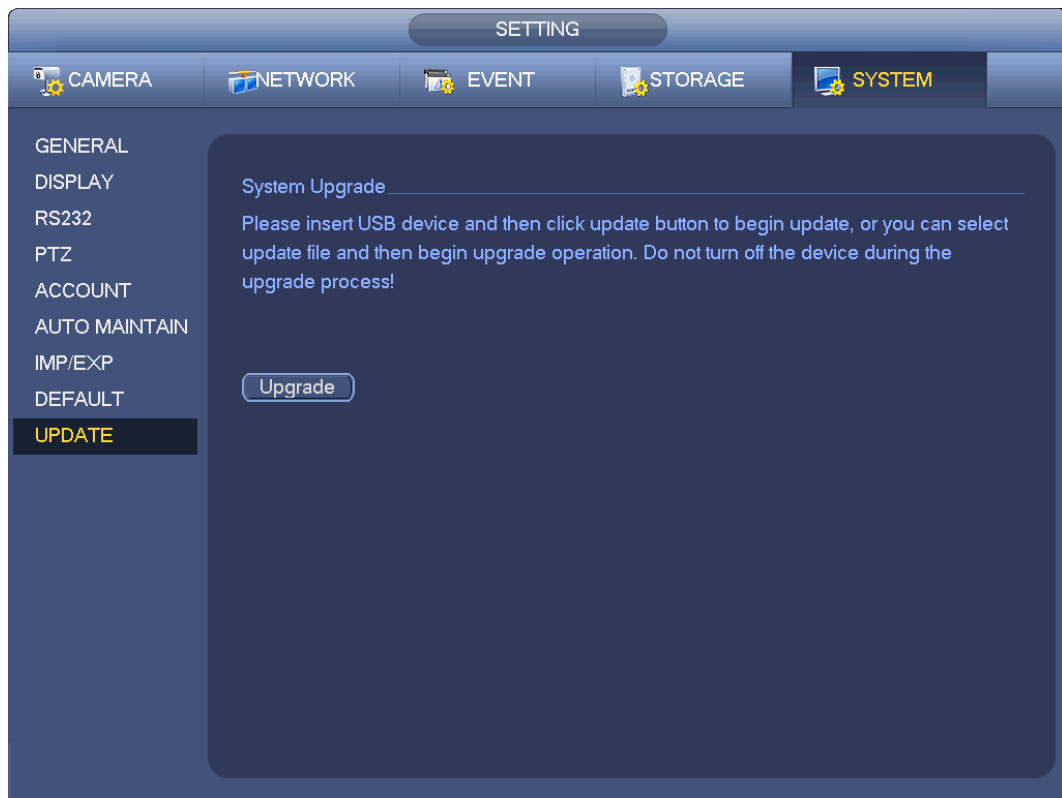 SETTING
CAMERA NETWORK EVENT STORAGE SYSTEM
GENERAL
DISPLAY
RS232
PTZ
ACCOUNT
AUTO MAINTAIN
IMP/EXP
DEFAULT
UPDATE
System Upgrade
Please insert USB device and then click update button to begin update, or you can select
update file and then begin upgrade operation. Do not turn off the device during the
upgrade process!
Upgrade